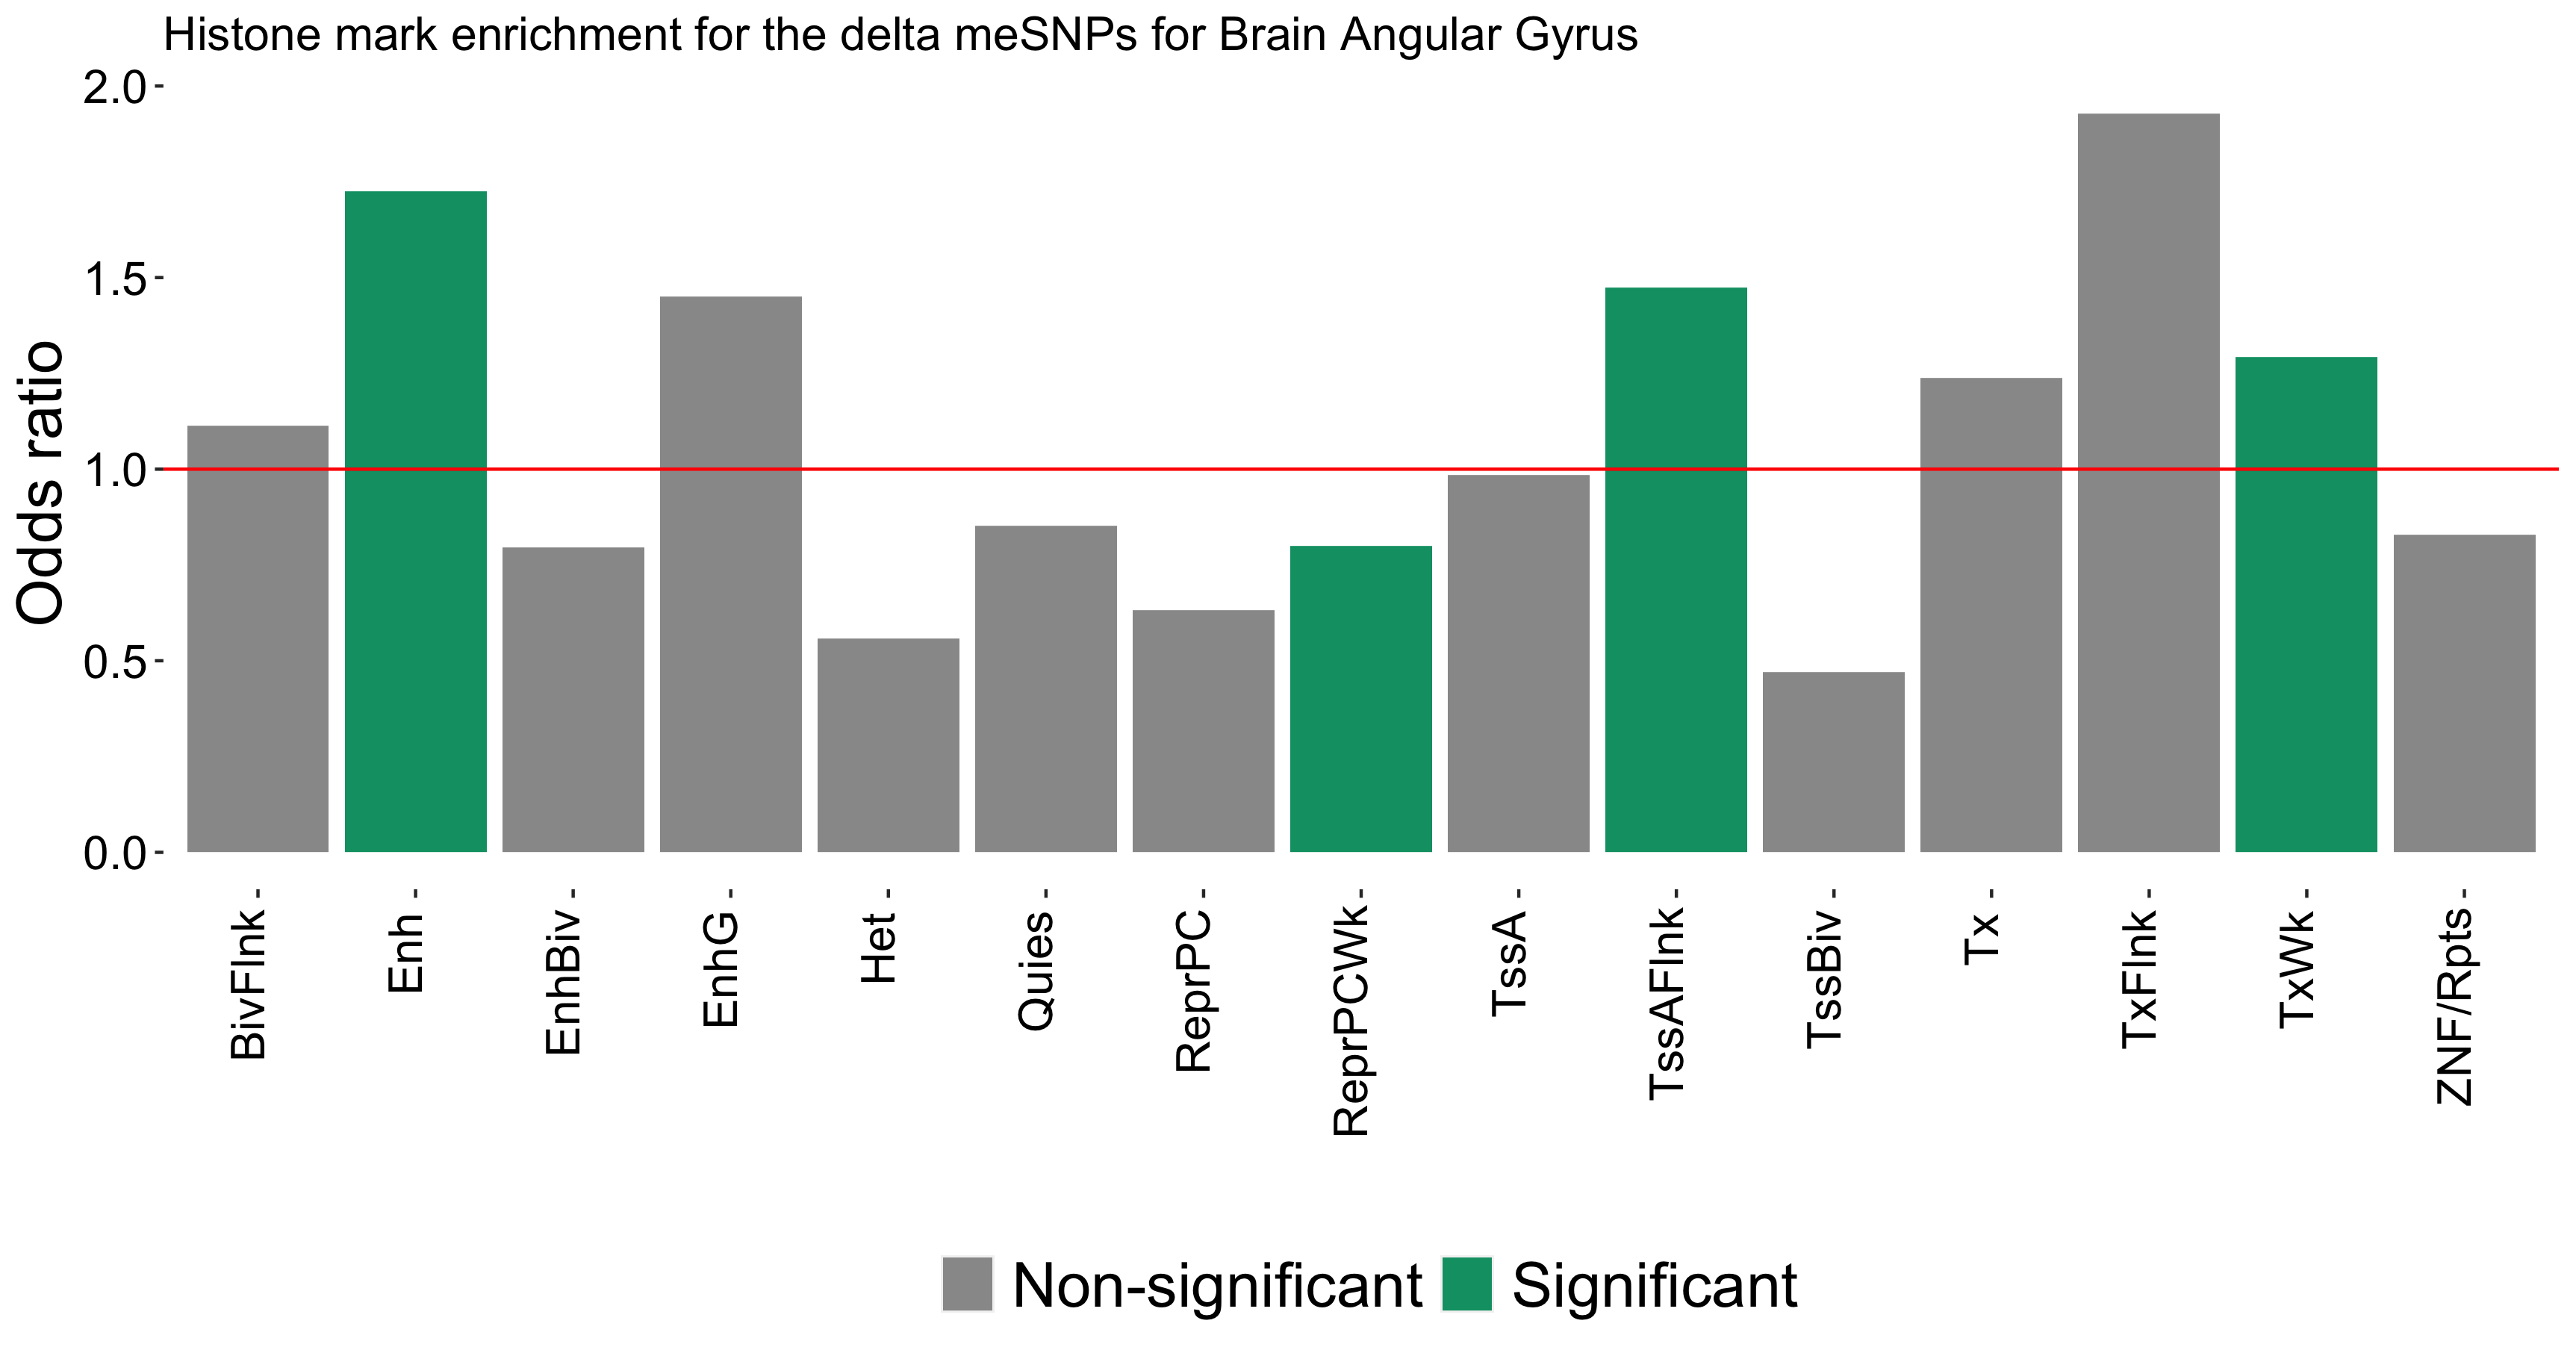 Histone mark enrichment for the delta meSNPs for Brain Angular Gyrus
Odds ratio
2.0
1.5
1.0
0.5
0.0
BivFlnk
Enh
EnhBiv
EnhG
Het
Quies
ReprPC
ReprPCWk
TssA
TssAFlnk
TssBiv
Tx
TxFlnk
TxWk
ZNF/Rpts
Non-significant
Significant